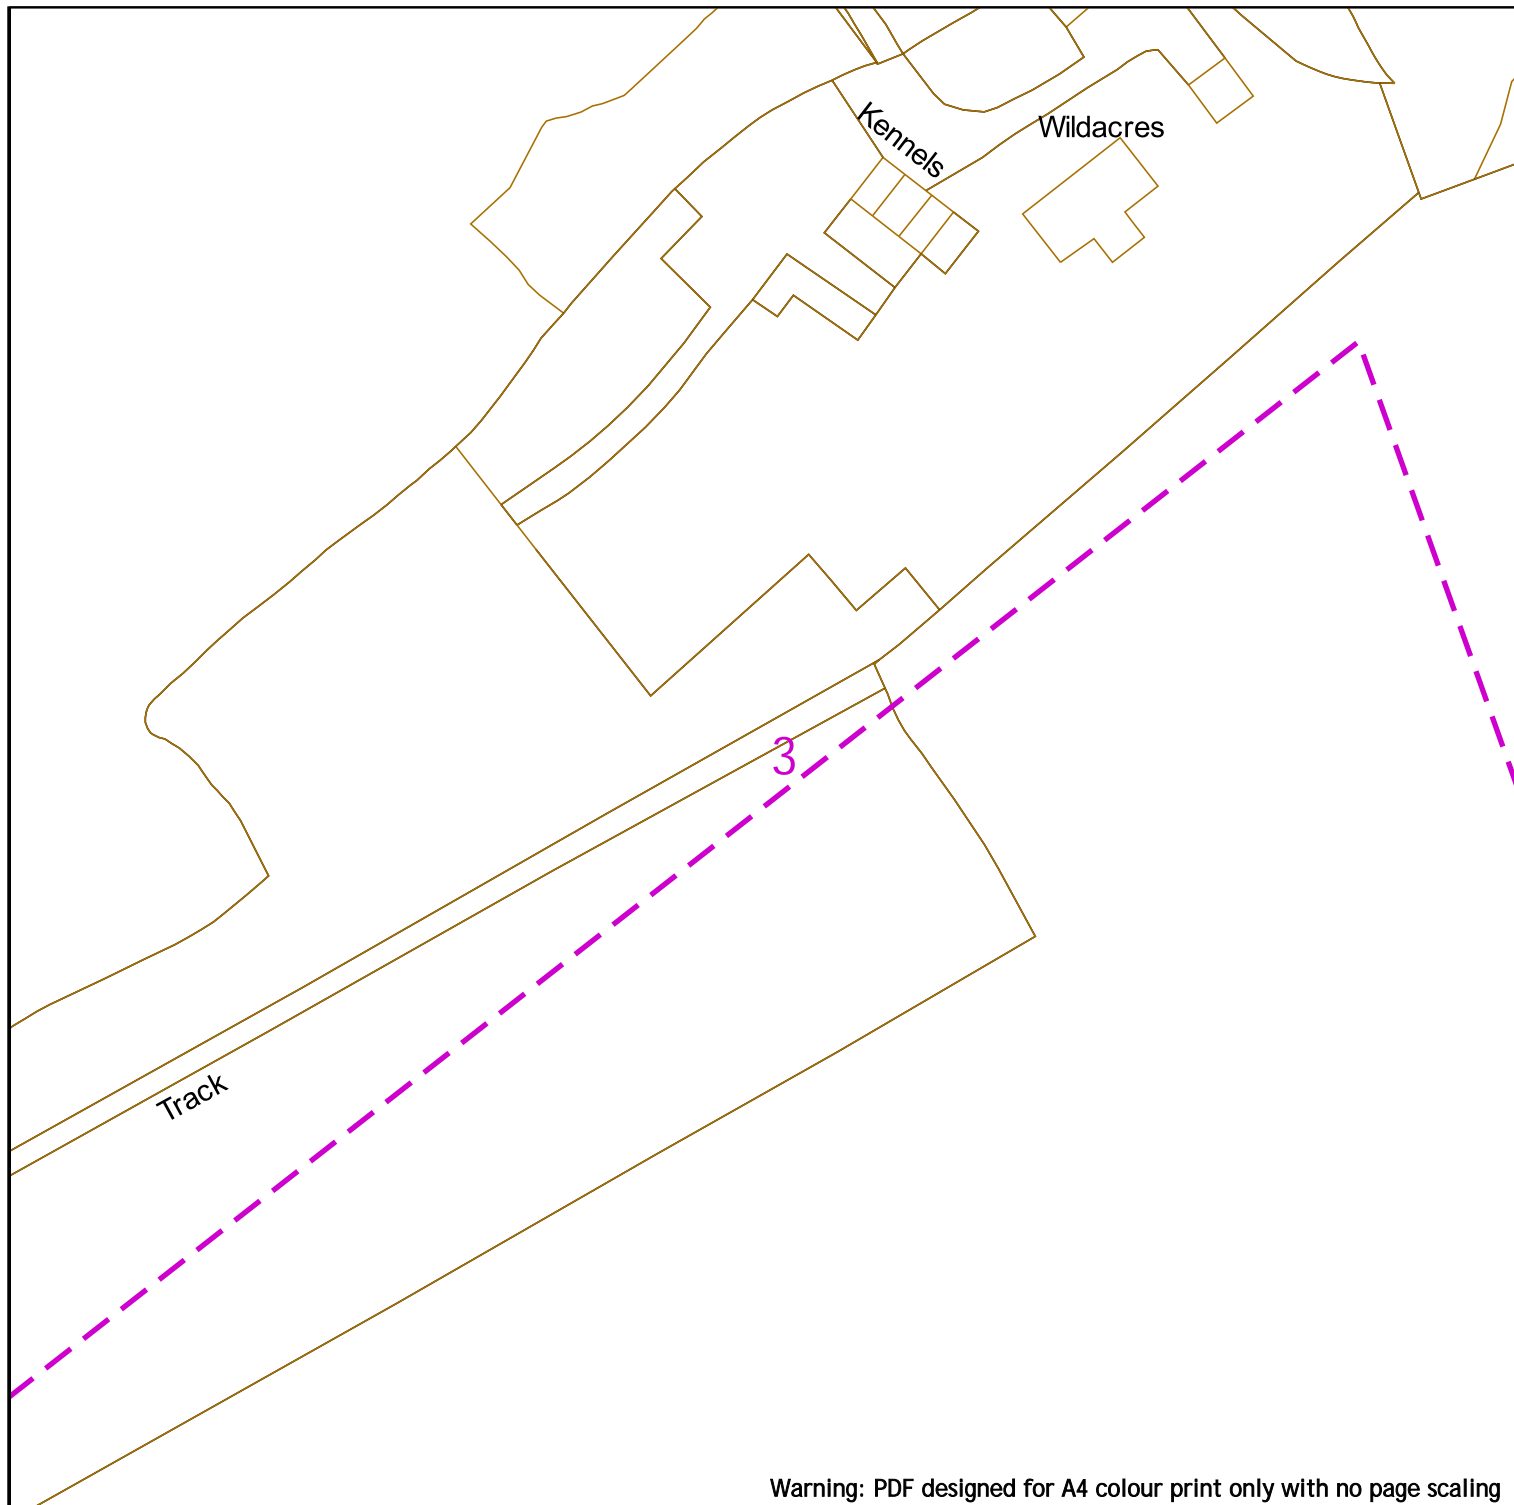 Kennels
Wildacres
3
Track
Warning: PDF designed for A4 colour print only with no page scaling